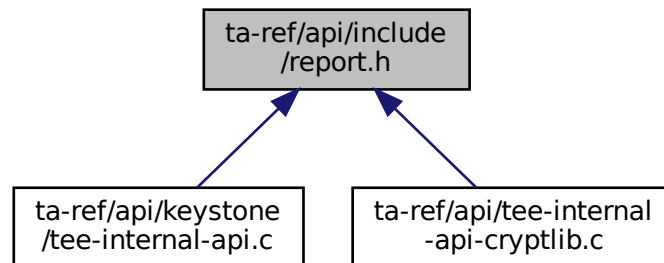 ta-ref/api/include
/report.h
ta-ref/api/keystone
/tee-internal-api.c
ta-ref/api/tee-internal
-api-cryptlib.c